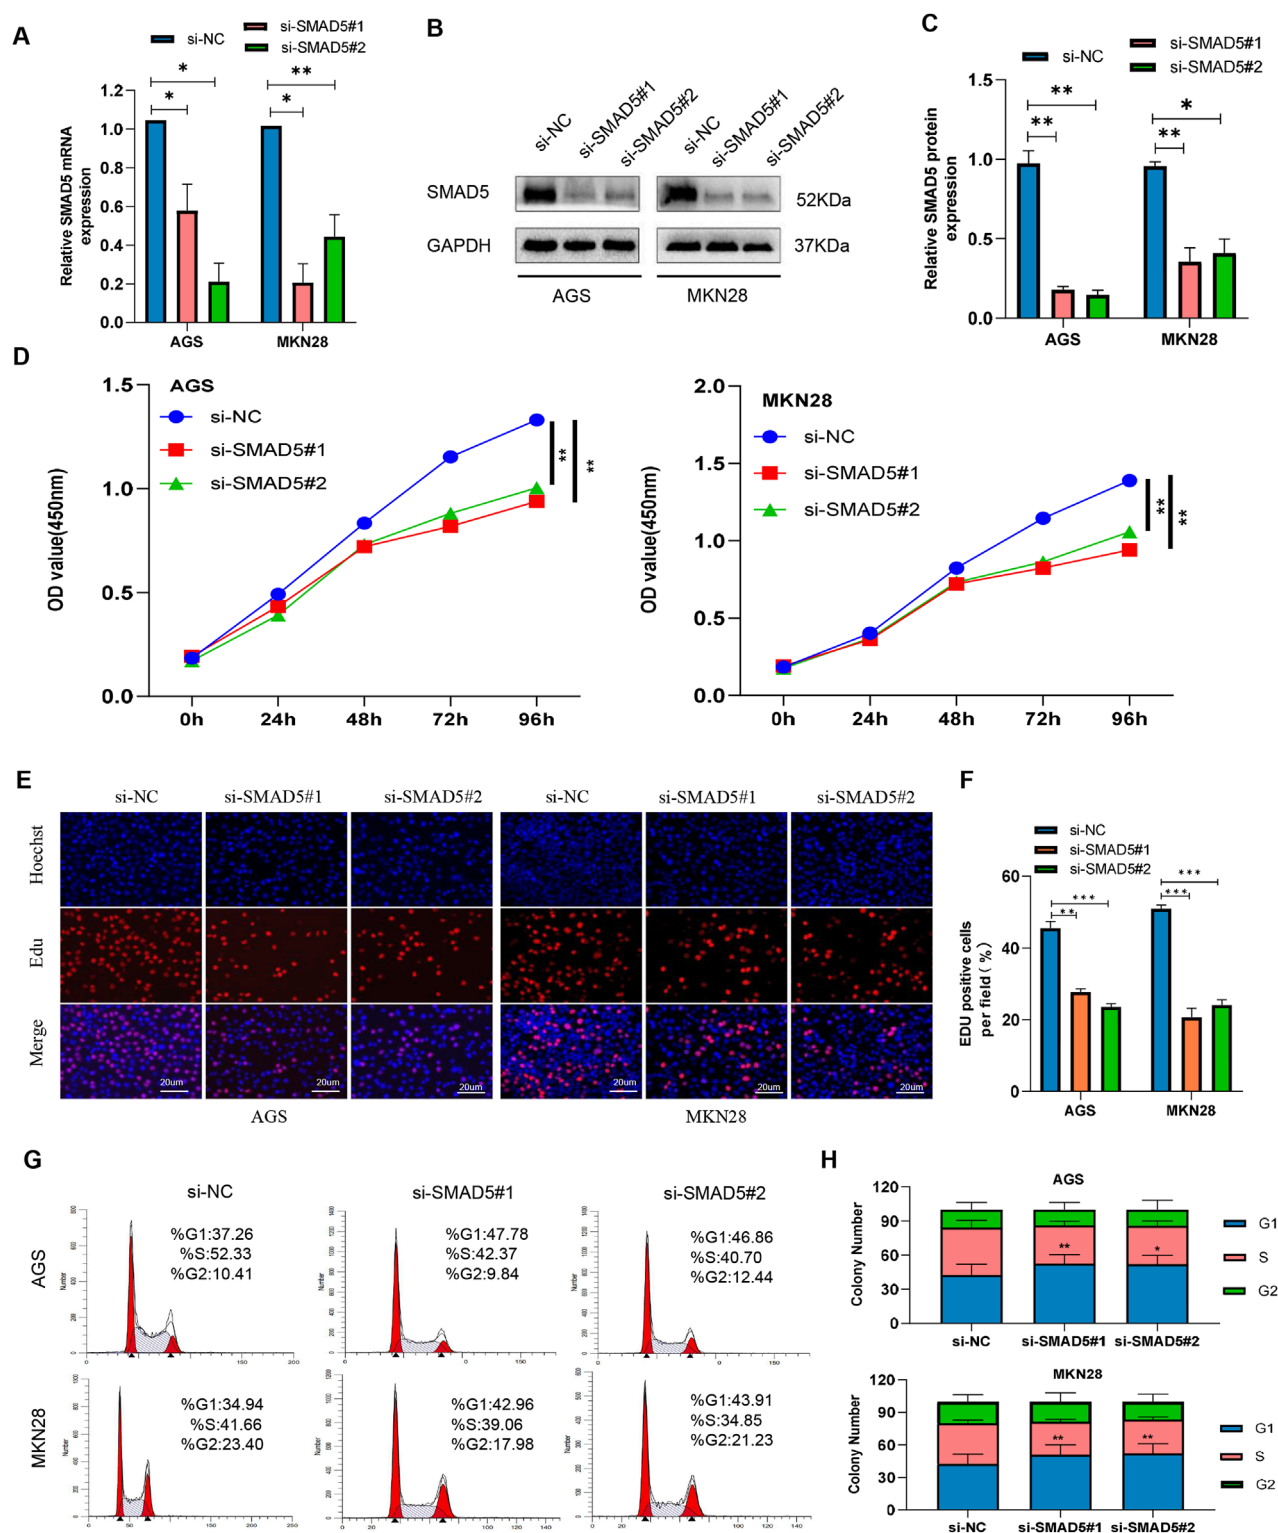 A
si-NC
si-SMAD5#1
si-SMAD5#2
Relative SMAD5 mRNA
expression
1.2
1.0
0.8
0.6
0.4
0.2
0.0
*
*
**
*
AGS
MKN28
B
si-NC
si-SMAD5#1
si-SMAD5#2
si-NC
si-SMAD5#1
si-SMAD5#2
SMAD5
52KDa
GAPDH
37KDa
AGS
MKN28
C
si-NC
si-SMAD5#1
si-SMAD5#2
Relative SMAD5 protein
expression
1.5
1.0
0.5
0.0
**
**
*
**
AGS
MKN28
D
AGS
si-NC
si-SMAD5#1
si-SMAD5#2
OD value(450nm)
1.5
1.0
0.5
0.0
0h
24h
48h
72h
96h
**
**
MKN28
si-NC
si-SMAD5#1
si-SMAD5#2
OD value(450nm)
2.0
1.5
1.0
0.5
0.0
0h
24h
48h
72h
96h
**
**
E
si-NC
si-SMAD5#1
si-SMAD5#2
si-NC
si-SMAD5#1
si-SMAD5#2
Hoechst
Edu
Merge
20um
20um
20um
20um
20um
20um
AGS
MKN28
F
si-NC
si-SMAD5#1
si-SMAD5#2
EDU positive cells
per field ( %)
60
40
20
0
***
**
***
***
AGS
MKN28
G
si-NC
si-SMAD5#1
si-SMAD5#2
AGS
%G1:37.26
%S:52.33
%G2:10.41
%G1:47.78
%S:42.37
%G2:9.84
%G1:46.86
%S:40.70
%G2:12.44
MKN28
%G1:34.94
%S:41.66
%G2:23.40
%G1:42.96
%S:39.06
%G2:17.98
%G1:43.91
%S:34.85
%G2:21.23
H
AGS
Colony Number
120
90
60
30
0
**
*
si-NC
si-SMAD5#1
si-SMAD5#2
G1
S
G2
MKN28
Colony Number
120
90
60
30
0
**
**
si-NC
si-SMAD5#1
si-SMAD5#2
G1
S
G2